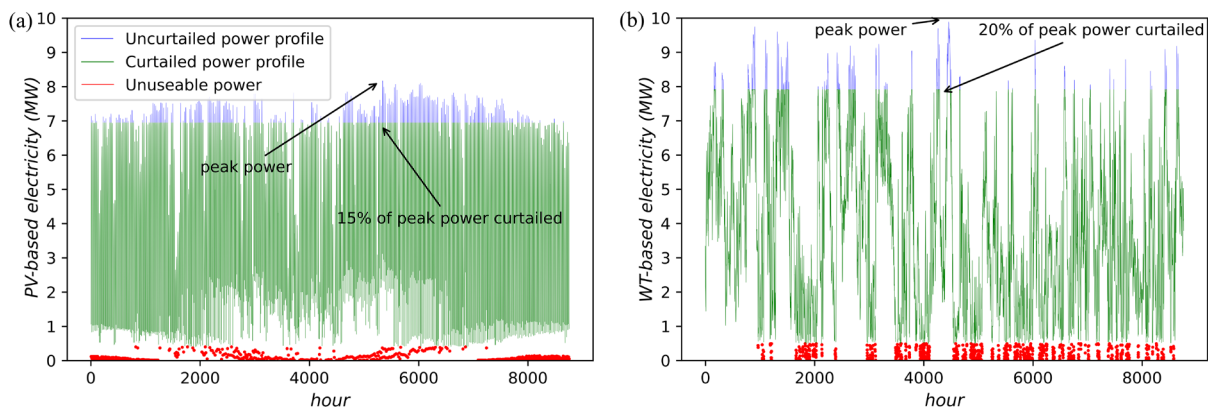 (a)
10
9
8
7
6
5
4
3
2
1
0
PV-based electricity (MW)
Uncurtailed power profile
Curtailed power profile
Unuseable power
peak power
15% of peak power curtailed
0 2000 4000 6000 8000
hour
(b)
10
9
8
7
6
5
4
3
2
1
0
WT-based electricity (MW)
peak power
20% of peak power curtailed
0 2000 4000 6000 8000
hour